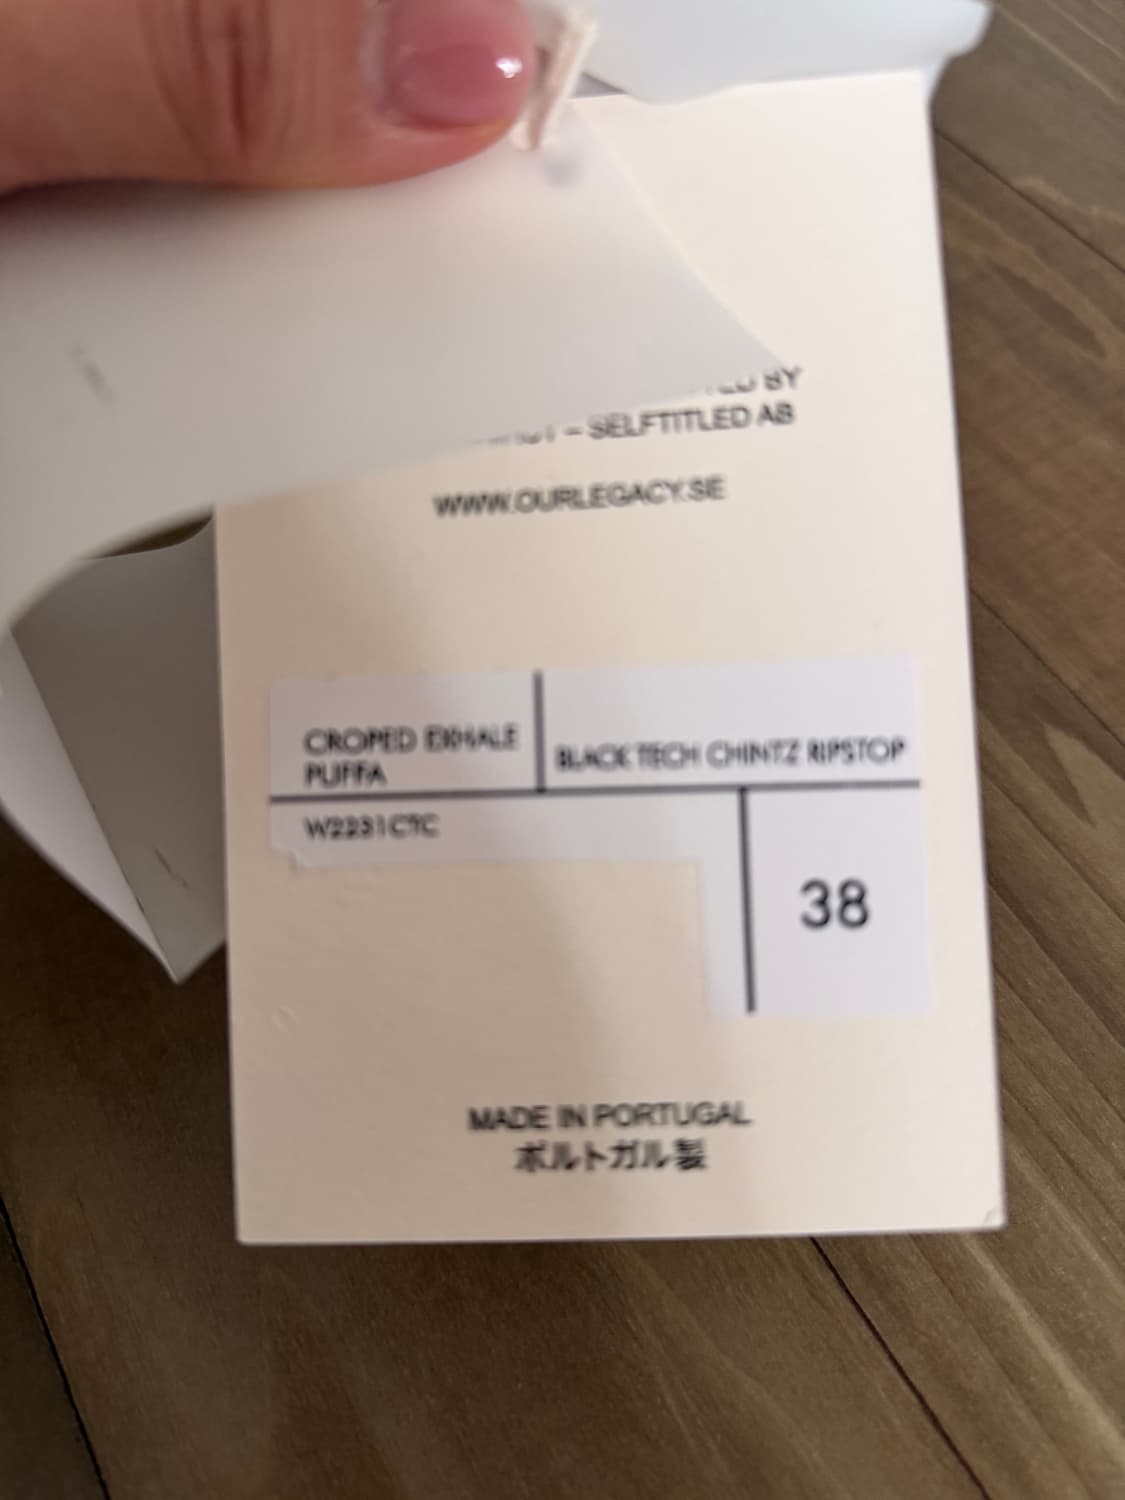 BY
– SELFTITLED AB
WWW.OURLEGACY.SE
CROPED EXHALE
PUFFA
BLACK TECH CHINTZ RIPSTOP
W2231CTC
38
MADE IN PORTUGAL
ポルトガル製